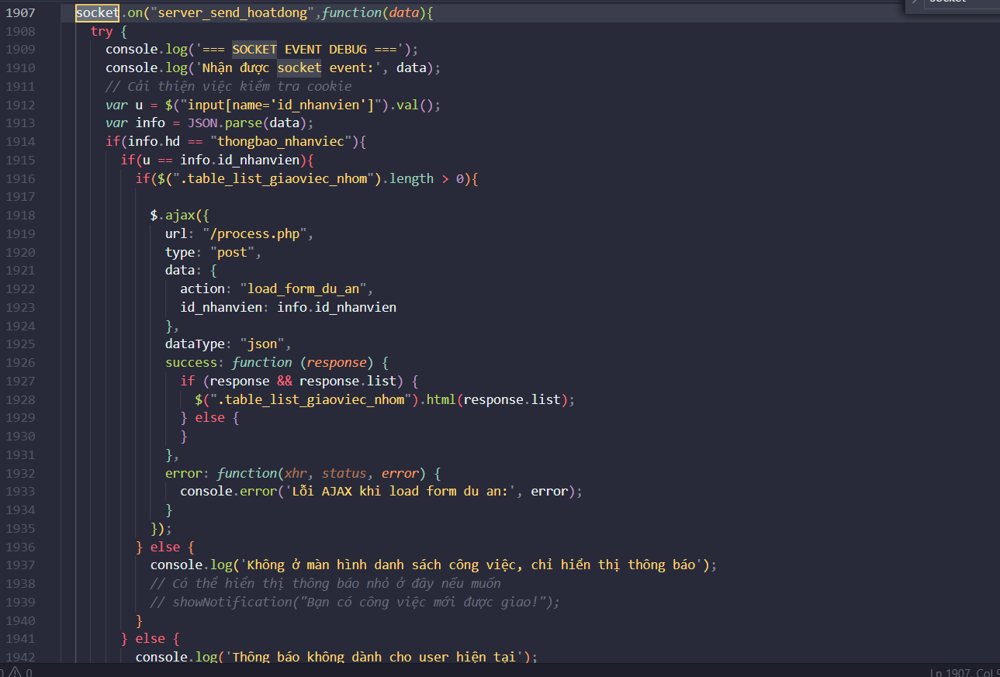 socket
1907 socket.on("server_send_hoatdong",function(data){
1908 try {
1909 console.log('=== SOCKET EVENT DEBUG ===');
1910 console.log('Nhận được socket event:', data);
1911 // Cải thiện việc kiểm tra cookie
1912 var u = $("input[name='id_nhanvien']").val();
1913 var info = JSON.parse(data);
1914 if(info.hd == "thongbao_nhanviec"){
1915 if(u == info.id_nhanvien){
1916 if($(".table_list_giaoviec_nhom").length > 0){
1917
1918 $.ajax({
1919 url: "/process.php",
1920 type: "post",
1921 data: {
1922 action: "load_form_du_an",
1923 id_nhanvien: info.id_nhanvien
1924 },
1925 dataType: "json",
1926 success: function (response) {
1927 if (response && response.list) {
1928 $(".table_list_giaoviec_nhom").html(response.list);
1929 } else {
1930 }
1931 },
1932 error: function(xhr, status, error) {
1933 console.error('Lỗi AJAX khi load form du an:', error);
1934 }
1935 });
1936 } else {
1937 console.log('Không ở màn hình danh sách công việc, chỉ hiển thị thông báo');
1938 // Có thể hiển thị thông báo nhỏ ở đây nếu muốn
1939 // showNotification("Bạn có công việc mới được giao!");
1940 }
1941 } else {
1942 console.log('Thông báo không dành cho user hiện tại');
0 0 Ln 1907, Col